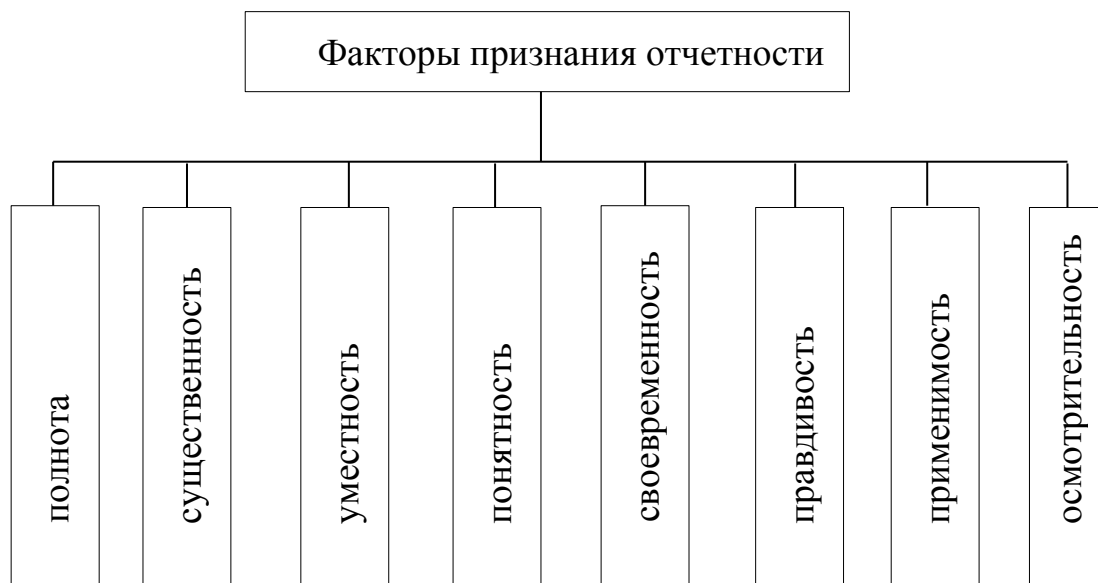 Факторы признания отчетности
полнота
существенность
уместность
понятность
своевременность
правдивость
применимость
осмотрительность